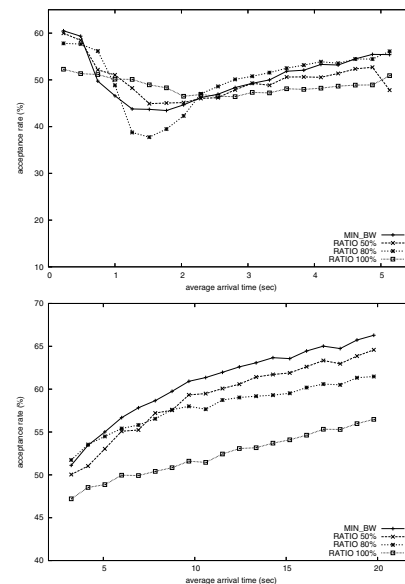 60
50
40
30
20
10
acceptance rate (%)
MIN_BW
RATIO 50%
RATIO 80%
RATIO 100%
0 1 2 3 4 5
average arrival time (sec)
70
65
60
55
50
45
40
acceptance rate (%)
MIN_BW
RATIO 50%
RATIO 80%
RATIO 100%
5 10 15 20
average arrival time (sec)